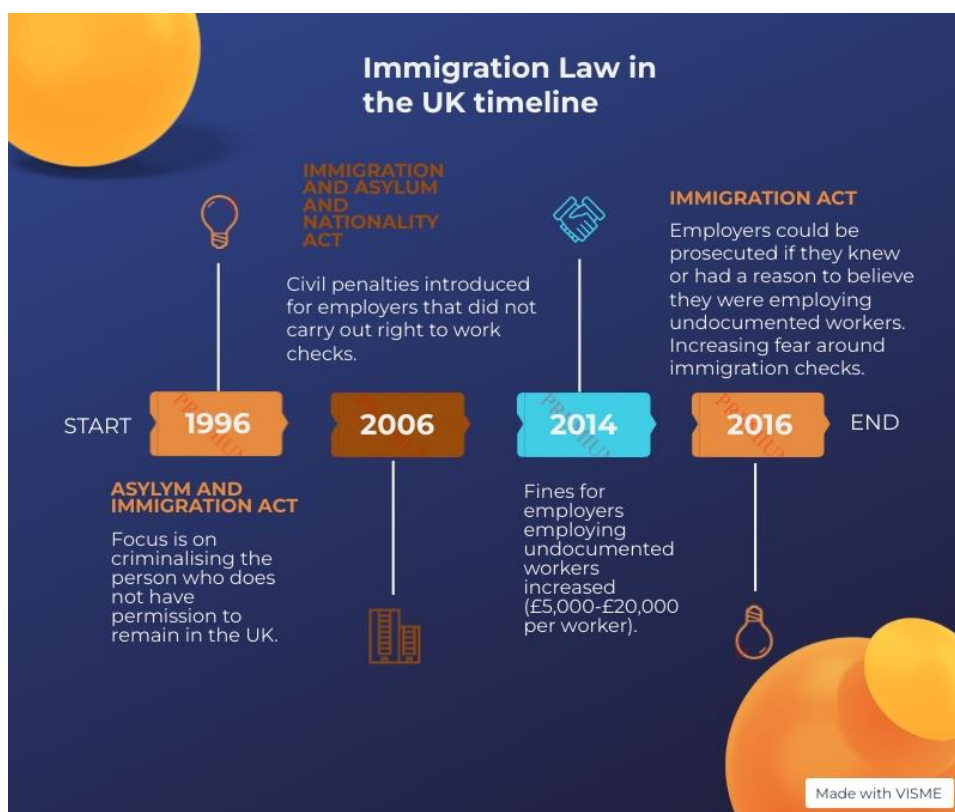 Immigration Law in
the UK timeline
IMMIGRATION
AND ASYLUM
AND
NATIONALITY
ACT
Civil penalties introduced
for employers that did not
carry out right to work
checks.
IMMIGRATION ACT
Employers could be
prosecuted if they knew
or had a reason to believe
they were employing
undocumented workers.
Increasing fear around
immigration checks.
START
1996
2006
2014
2016
END
ASYLYM AND
IMMIGRATION ACT
Focus is on
criminalising the
person who does
not have
permission to
remain in the UK.
Fines for
employers
employing
undocumented
workers
increased
(£5,000-£20,000
per worker).
Made with VISME